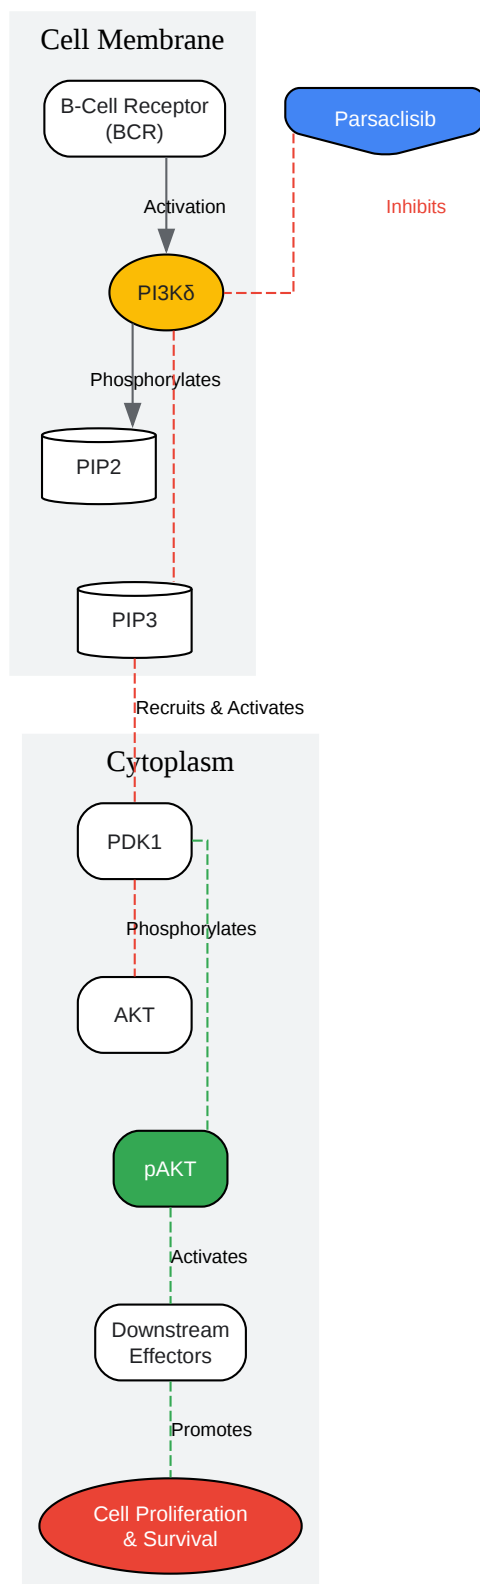 Cell Membrane
B-Cell Receptor
(BCR)
Parsaclisib
Activation
Inhibits
PI3Kδ
Phosphorylates
PIP2
PIP3
Recruits & Activates
Cytoplasm
PDK1
Phosphorylates
AKT
pAKT
Activates
Downstream
Effectors
Promotes
Cell Proliferation
& Survival